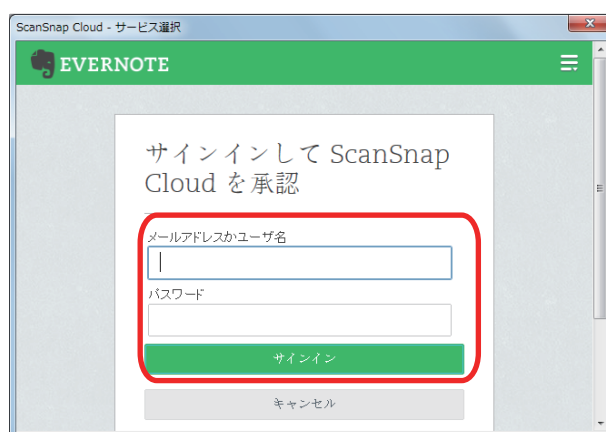 ScanSnap Cloud - サービス選択
EVERNOTE
サインインして ScanSnap
Cloud を承認
メールアドレスかユーザ名
パスワード
サインイン
キャンセル